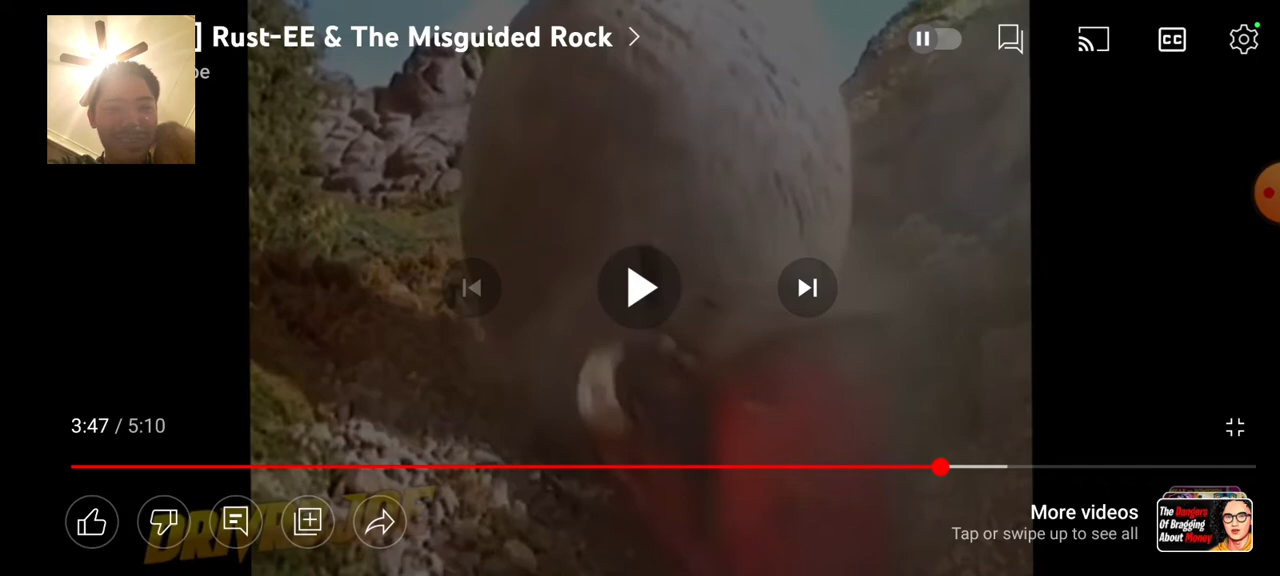 ] Rust-EE & The Misguided Rock
be
CC
3:47 / 5:10
More videos
Tap or swipe up to see all
The Dangers
Of Bragging
About Money